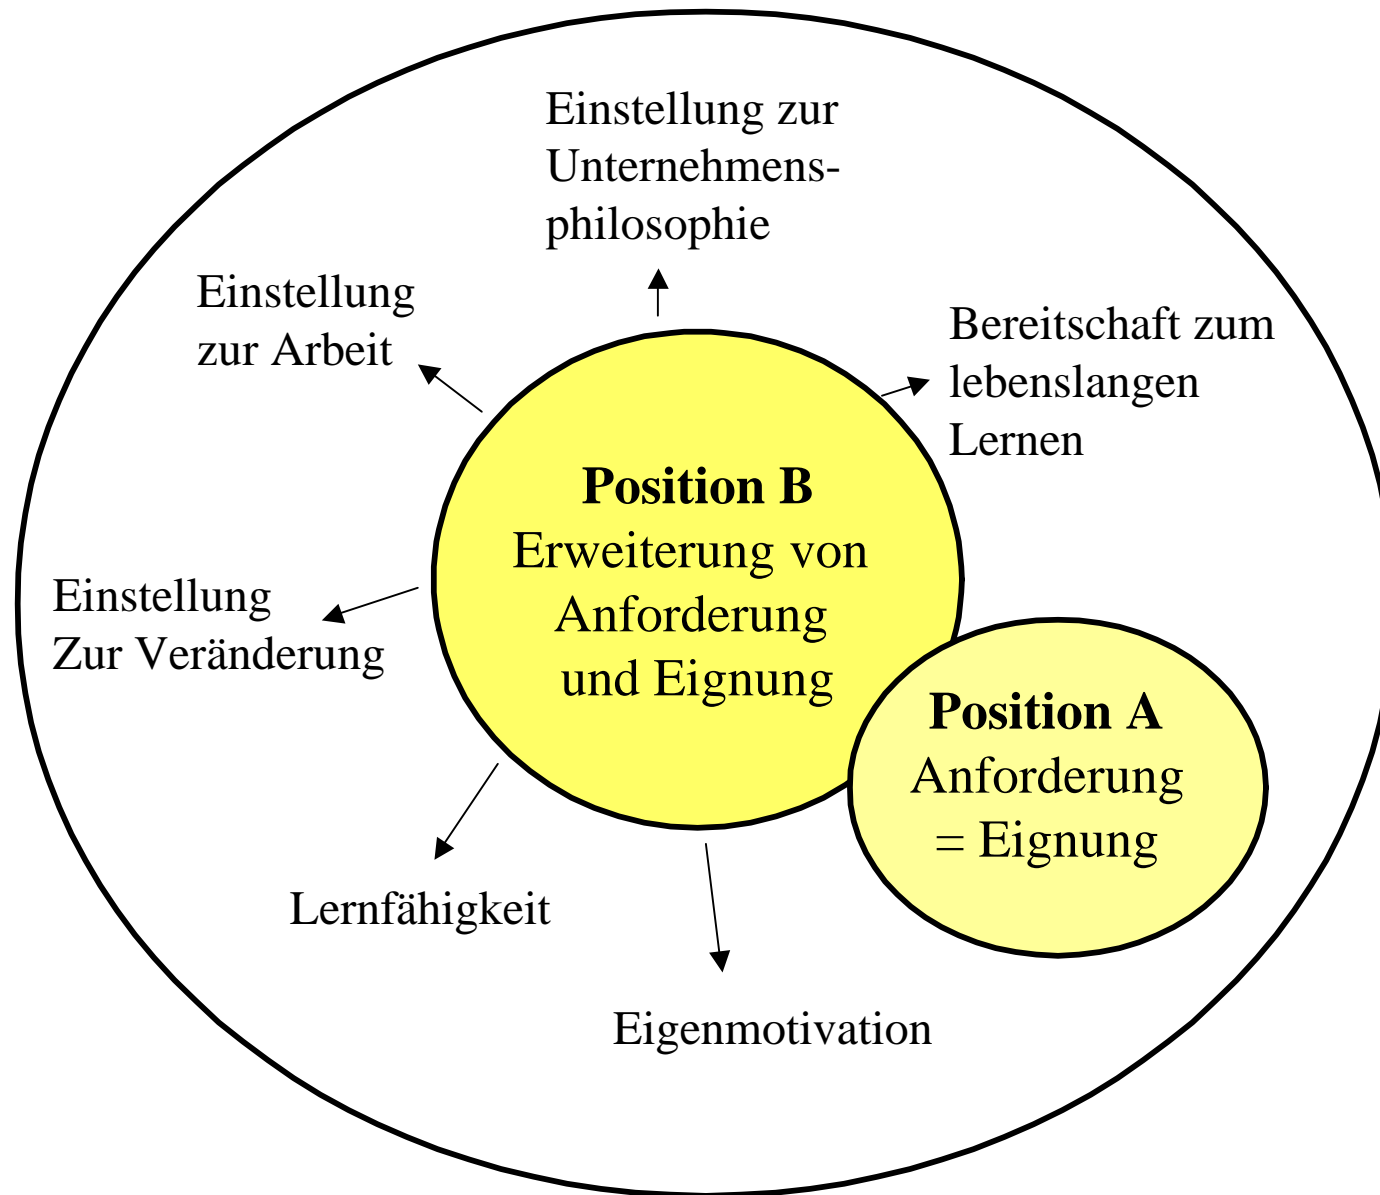 Einstellung zur
Unternehmens-
philosophie
Einstellung
zur Arbeit
Bereitschaft zum
lebenslangen
Lernen
Position B
Erweiterung von
Anforderung
und Eignung
Einstellung
Zur Veränderung
Position A
Anforderung
= Eignung
Lernfähigkeit
Eigenmotivation